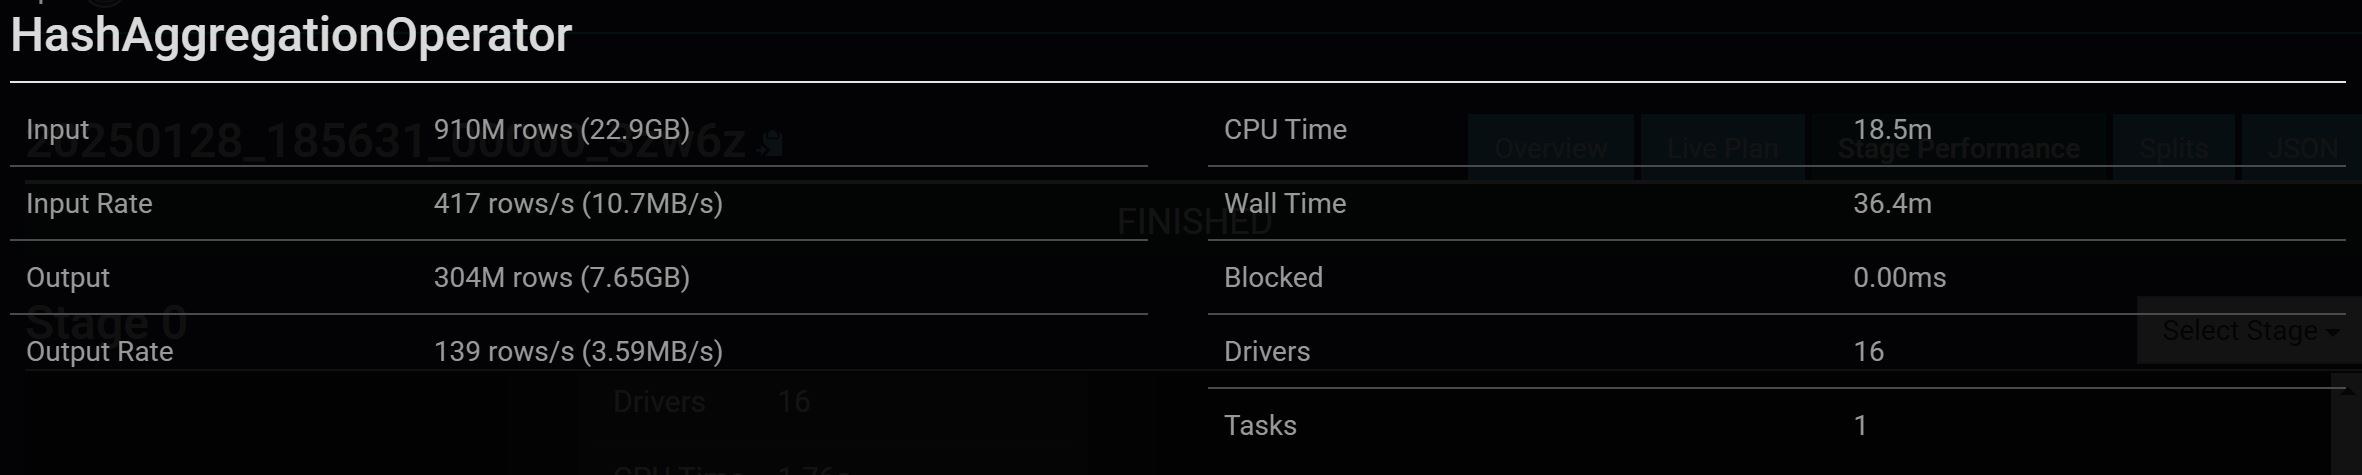 HashAggregationOperator
Input 910M rows (22.9GB)
Input Rate 417 rows/s (10.7MB/s)
Output 304M rows (7.65GB)
Output Rate 139 rows/s (3.59MB/s)
CPU Time 18.5m
Wall Time 36.4m
Blocked 0.00ms
Drivers 16
Tasks 1
Overview Live Plan Stage Performance Splits JSON
FINISHED
Stage 0
Select Stage
Drivers 16